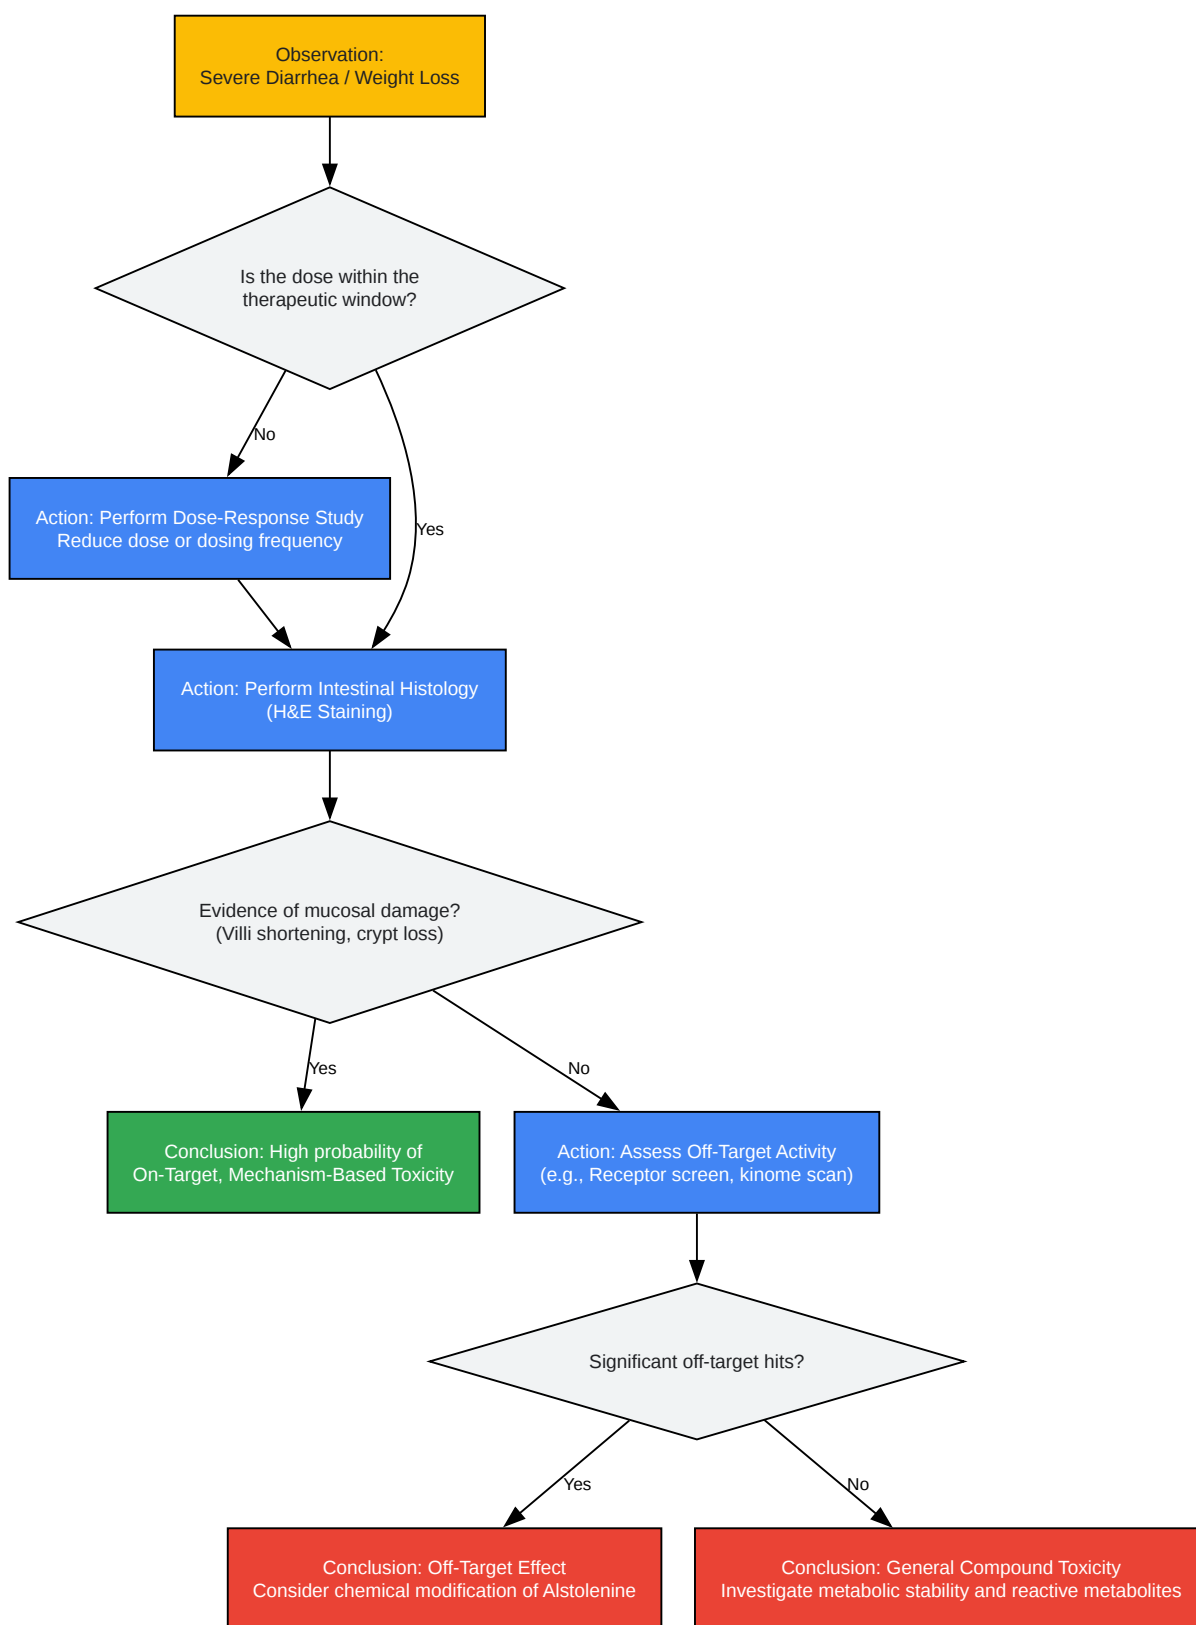 Observation:
Severe Diarrhea / Weight Loss
Is the dose within the
therapeutic window?
No
Action: Perform Dose-Response Study
Reduce dose or dosing frequency
Yes
Action: Perform Intestinal Histology
(H&E Staining)
Evidence of mucosal damage?
(Villi shortening, crypt loss)
Yes
No
Conclusion: High probability of
On-Target, Mechanism-Based Toxicity
Action: Assess Off-Target Activity
(e.g., Receptor screen, kinome scan)
Significant off-target hits?
Yes
No
Conclusion: Off-Target Effect
Consider chemical modification of Alstolenine
Conclusion: General Compound Toxicity
Investigate metabolic stability and reactive metabolites